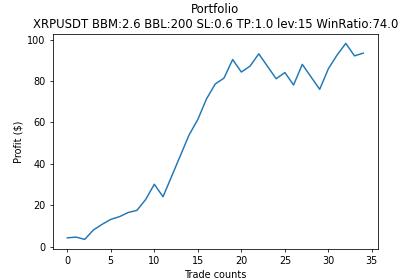 Portfolio
XRPUSDT BBM:2.6 BBL:200 SL:0.6 TP:1.0 lev:15 WinRatio:74.0
100
80
60
40
20
0
Profit ($)
0 5 10 15 20 25 30 35
Trade counts